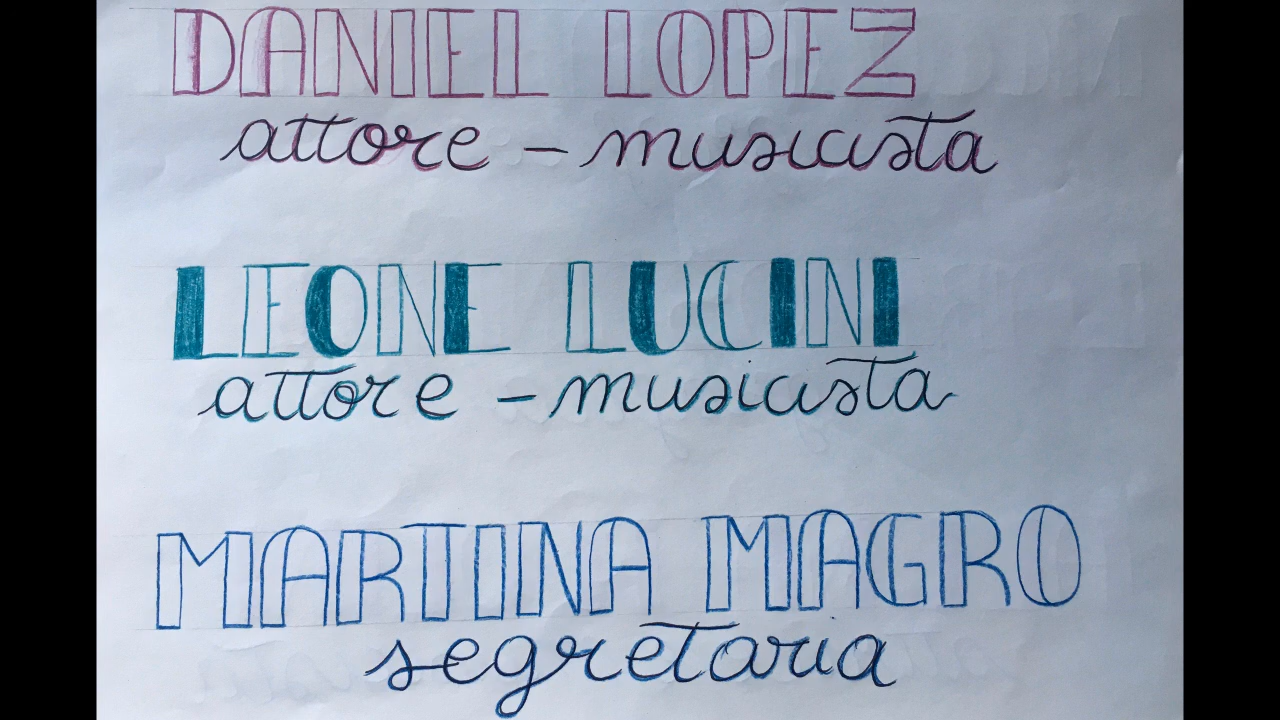 DANIEL LOPEZ
attore - musicista
LEONE LUCINI
attore - musicista
MARTINA MAGRO
segretaria